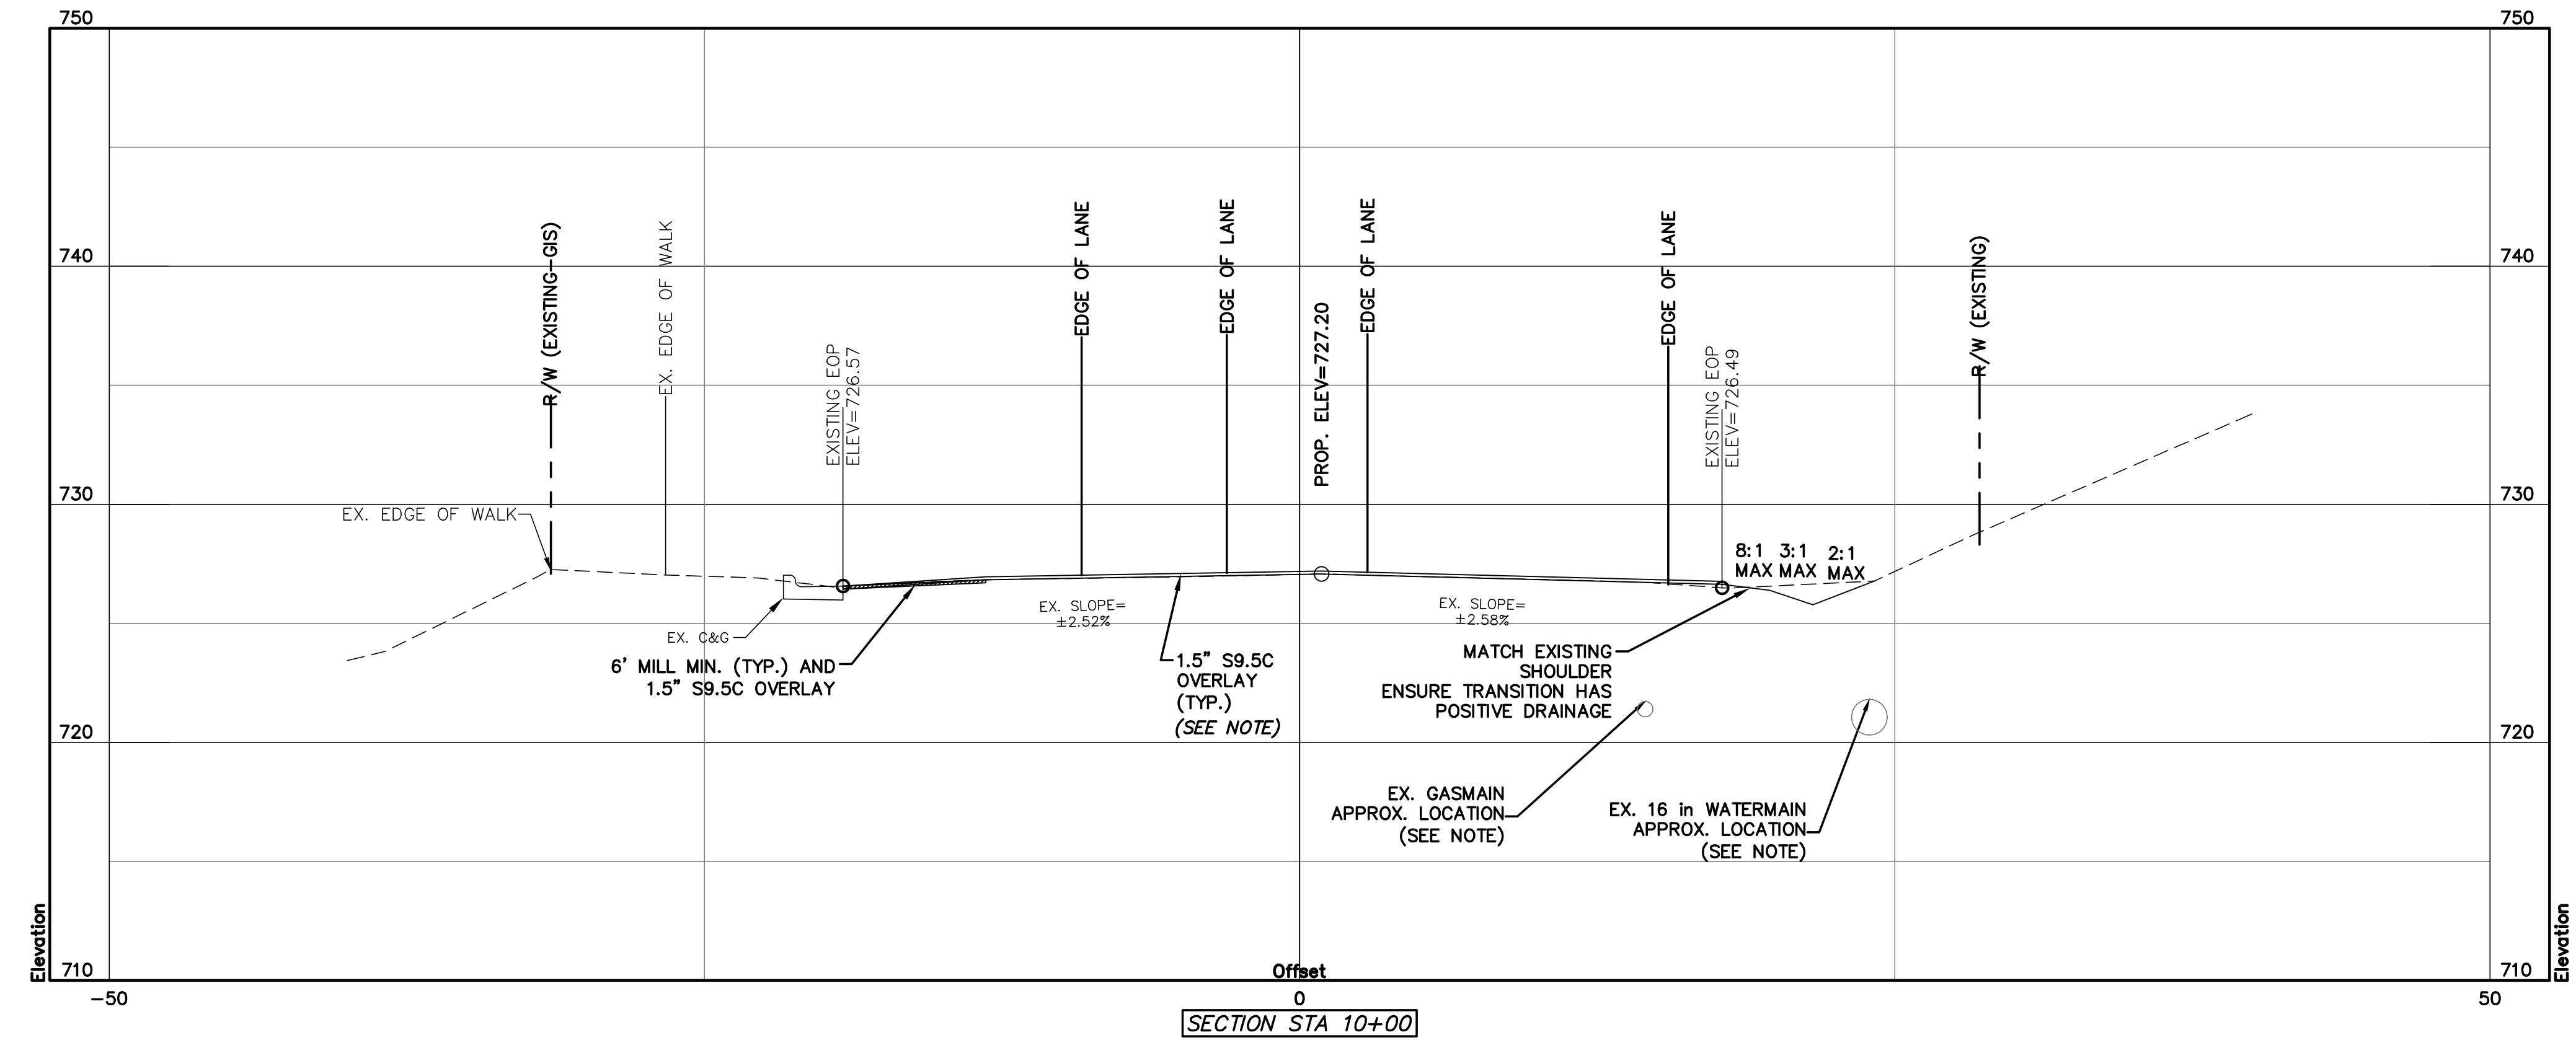 750
750
740
740
730
730
720
720
710
710
Elevation
Elevation
R/W (EXISTING-GIS)
EX. EDGE OF WALK
EXISTING EOP
ELEV=726.57
EDGE OF LANE
EDGE OF LANE
PROP. ELEV=727.20
EDGE OF LANE
EDGE OF LANE
EXISTING EOP
ELEV=726.49
R/W (EXISTING)
EX. EDGE OF WALK
8:1
MAX
3:1
MAX
2:1
MAX
EX. C&G
6' MILL MIN. (TYP.) AND
1.5" S9.5C OVERLAY
EX. SLOPE=
±2.52%
1.5" S9.5C
OVERLAY
(TYP.)
(SEE NOTE)
EX. SLOPE=
±2.58%
MATCH EXISTING
SHOULDER
ENSURE TRANSITION HAS
POSITIVE DRAINAGE
EX. GASMAIN
APPROX. LOCATION
(SEE NOTE)
EX. 16 in WATERMAIN
APPROX. LOCATION
(SEE NOTE)
Offset
-50
0
50
SECTION STA 10+00